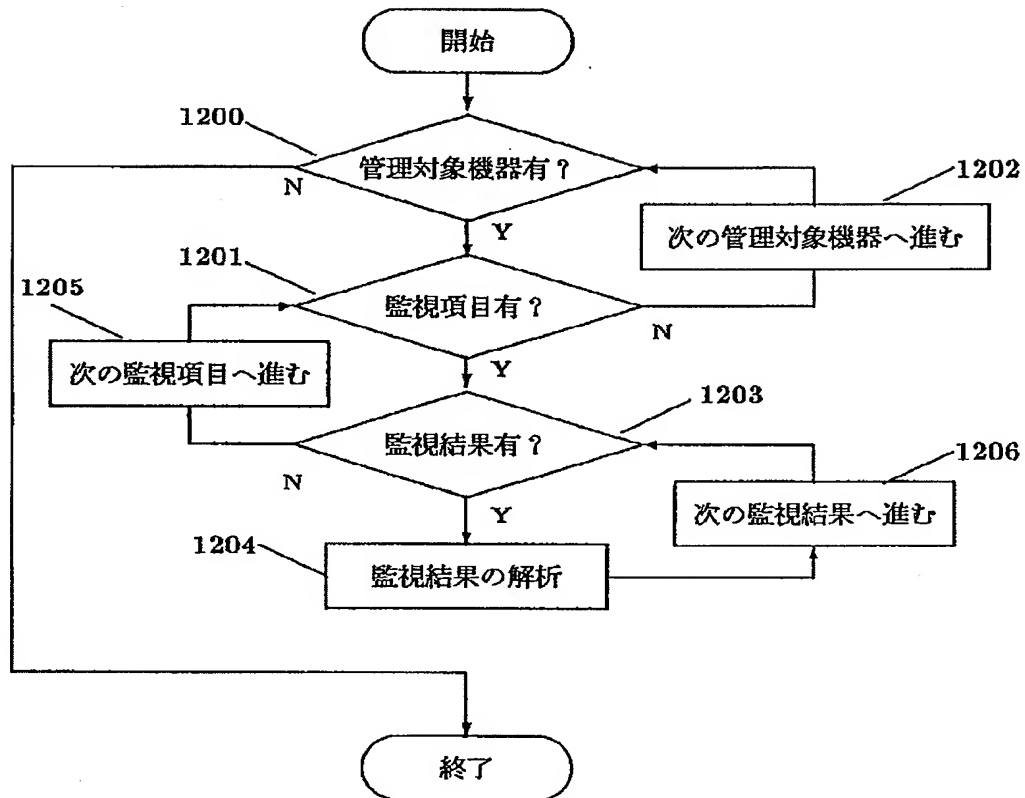 開始
1200
管理対象機器有?
N
Y
1202
次の管理対象機器へ進む
1201
監視項目有?
N
Y
1205
次の監視項目へ進む
1203
監視結果有?
N
Y
1206
次の監視結果へ進む
1204
監視結果の解析
終了